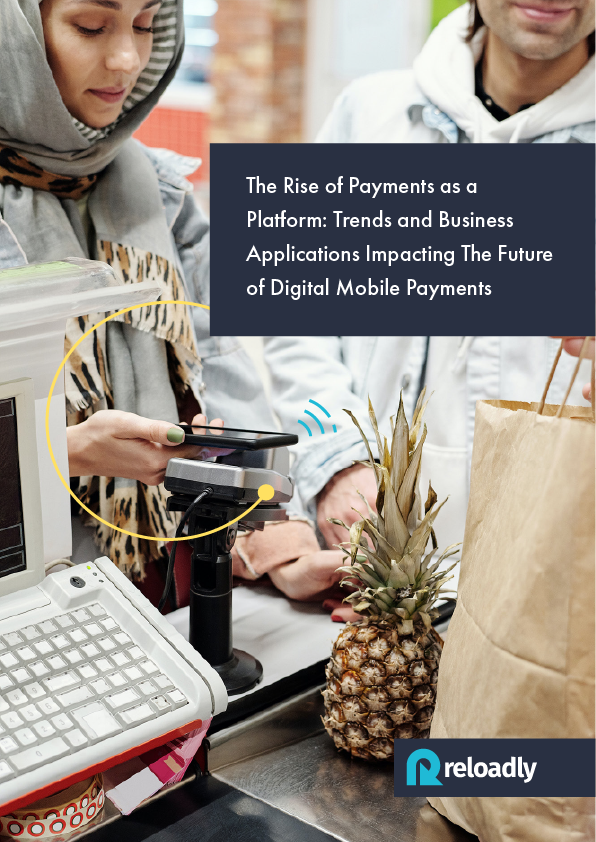 The Rise of Payments as a
Platform: Trends and Business
Applications Impacting The Future
of Digital Mobile Payments
reloadly